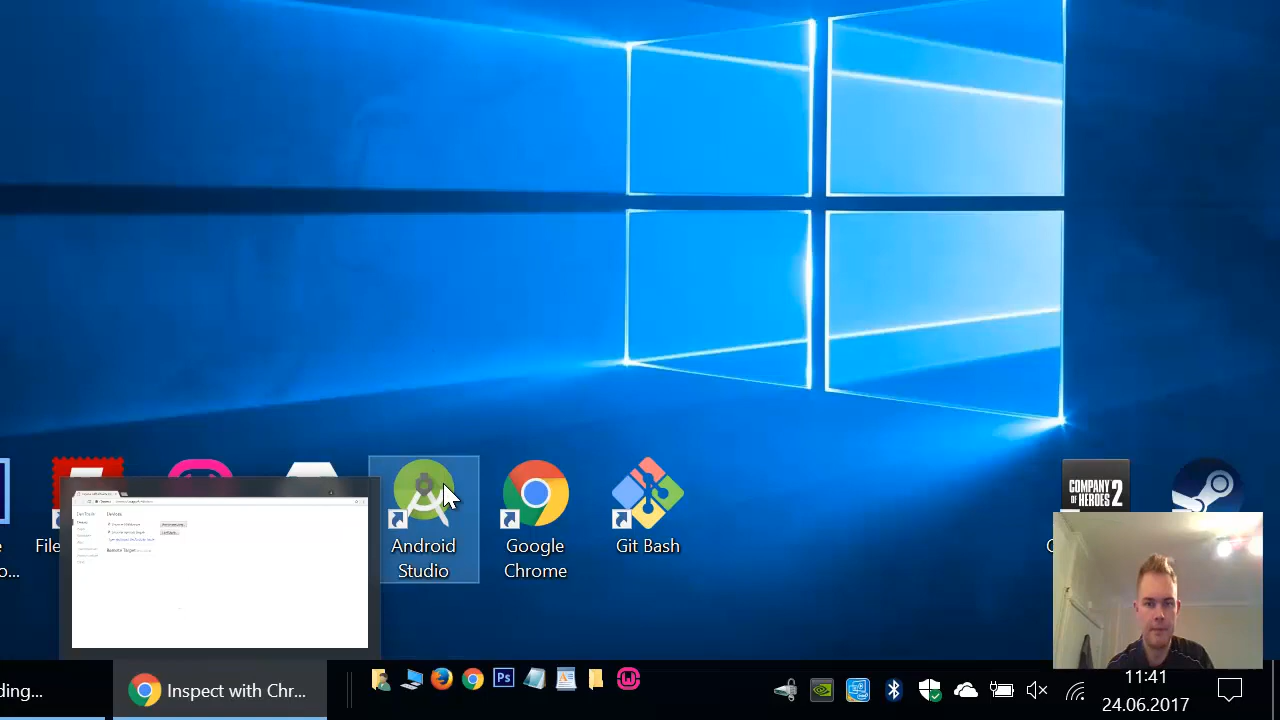 COMPANY
OF HEROES
2
File
Android
Studio
Google
Chrome
Git Bash
o...
ding...
Inspect with Chr...
Ps
11:41
24.06.2017